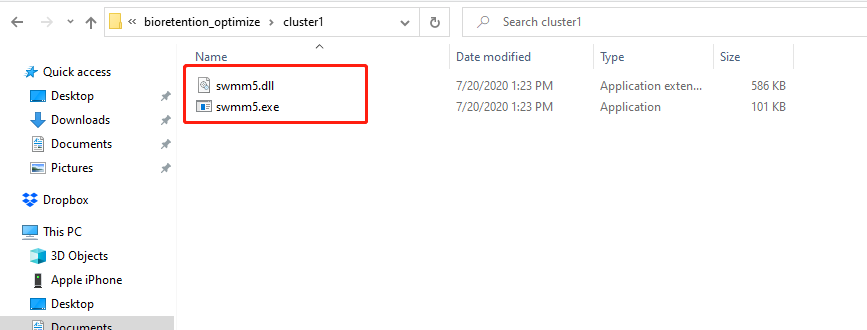 « bioretention_optimize > cluster1
Search cluster1
Name Date modified Type Size
Quick access
Desktop
Downloads
Documents
Pictures
Dropbox
This PC
3D Objects
Apple iPhone
Desktop
Documents
swmm5.dll 7/20/2020 1:23 PM Application exten... 586 KB
swmm5.exe 7/20/2020 1:23 PM Application 101 KB